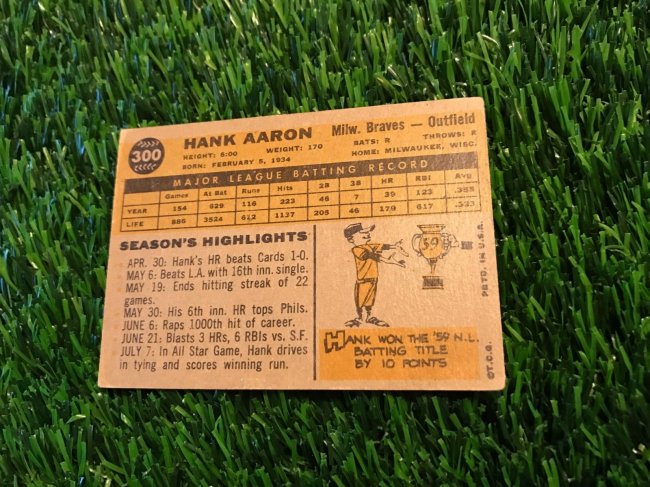 300
HANK AARON Milw. Braves — Outfield
HEIGHT: 6:00 WEIGHT: 170 BATS: R THROWS: R
BORN: FEBRUARY 5, 1934 HOME: MILWAUKEE, WISC.
MAJOR LEAGUE BATTING RECORD
Games At Bat Runs Hits 2B 3B HR RBI Avg.
YEAR 154 629 116 223 46 7 39 123 .355
LIFE 886 3524 612 1137 205 46 179 617 .323
SEASON'S HIGHLIGHTS
APR. 30: Hank's HR beats Cards 1-0.
MAY 6: Beats L.A. with 16th inn. single.
MAY 19: Ends hitting streak of 22
games.
MAY 30: His 6th inn. HR tops Phils.
JUNE 6: Raps 1000th hit of career.
JUNE 21: Blasts 3 HRs, 6 RBIs vs. S.F.
JULY 7: In All Star Game, Hank drives
in tying and scores winning run.
59
HANK WON THE '59 N.L.
BATTING TITLE
BY 10 POINTS
©T.C.G. PRTD. IN U.S.A.